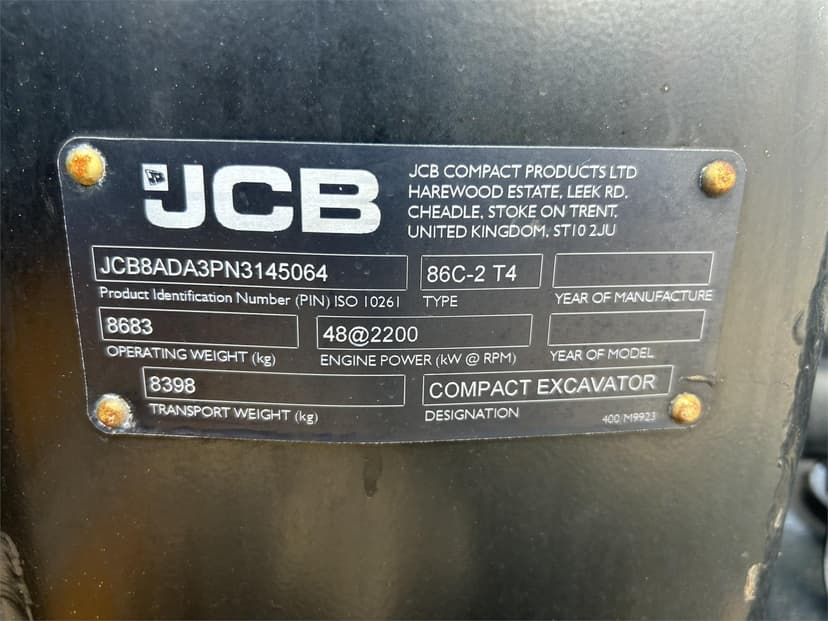 JCB
JCB COMPACT PRODUCTS LTD
HAREWOOD ESTATE, LEEK RD,
CHEADLE, STOKE ON TRENT,
UNITED KINGDOM, ST10 2JU
JCB8ADA3PN3145064
Product Identification Number (PIN) ISO 10261
86C-2 T4
TYPE
YEAR OF MANUFACTURE
8683
OPERATING WEIGHT (kg)
48@2200
ENGINE POWER (kW @ RPM)
YEAR OF MODEL
8398
TRANSPORT WEIGHT (kg)
COMPACT EXCAVATOR
DESIGNATION
400/M9923